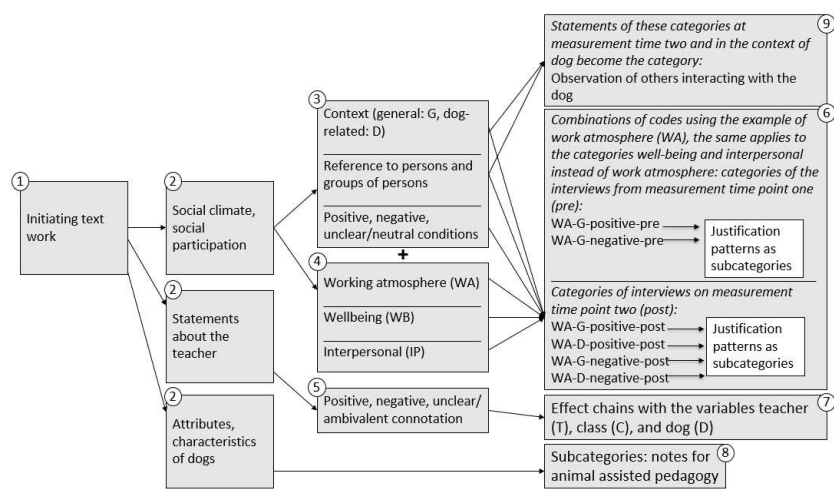 1
Initiating text
work
2
Social climate,
social
participation
2
Statements
about the
teacher
2
Attributes,
characteristics
of dogs
3
Context (general: G, dog-
related: D)
Reference to persons and
groups of persons
Positive, negative,
unclear/neutral conditions
+
4
Working atmosphere (WA)
Wellbeing (WB)
Interpersonal (IP)
5
Positive, negative, unclear/
ambivalent connotation
9
Statements of these categories at
measurement time two and in the context of
dog become the category:
Observation of others interacting with the
dog
6
Combinations of codes using the example of
work atmosphere (WA), the same applies to
the categories well-being and interpersonal
instead of work atmosphere: categories of the
interviews from measurement time point one
(pre):
WA-G-positive-pre
WA-G-negative-pre
Justification
patterns as
subcategories
Categories of interviews on measurement
time point two (post):
WA-G-positive-post
WA-D-positive-post
WA-G-negative-post
WA-D-negative-post
Justification
patterns as
subcategories
7
Effect chains with the variables teacher
(T), class (C), and dog (D)
8
Subcategories: notes for
animal assisted pedagogy